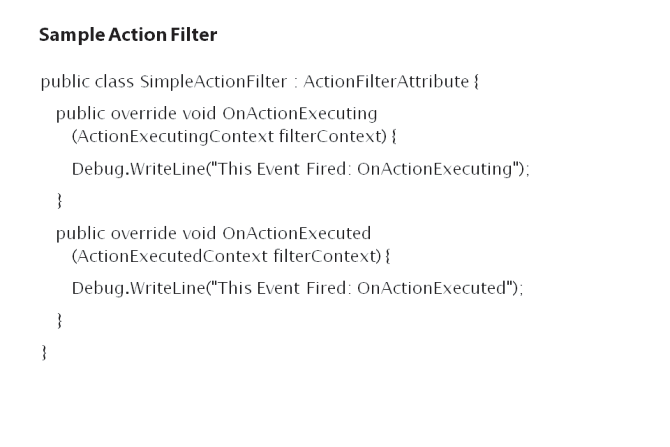 Sample Action Filter
public class SimpleActionFilter : ActionFilterAttribute {
public override void OnActionExecuting
(ActionExecutingContext filterContext) {
Debug.WriteLine("This Event Fired: OnActionExecuting");
}
public override void OnActionExecuted
(ActionExecutedContext filterContext) {
Debug.WriteLine("This Event Fired: OnActionExecuted");
}
}